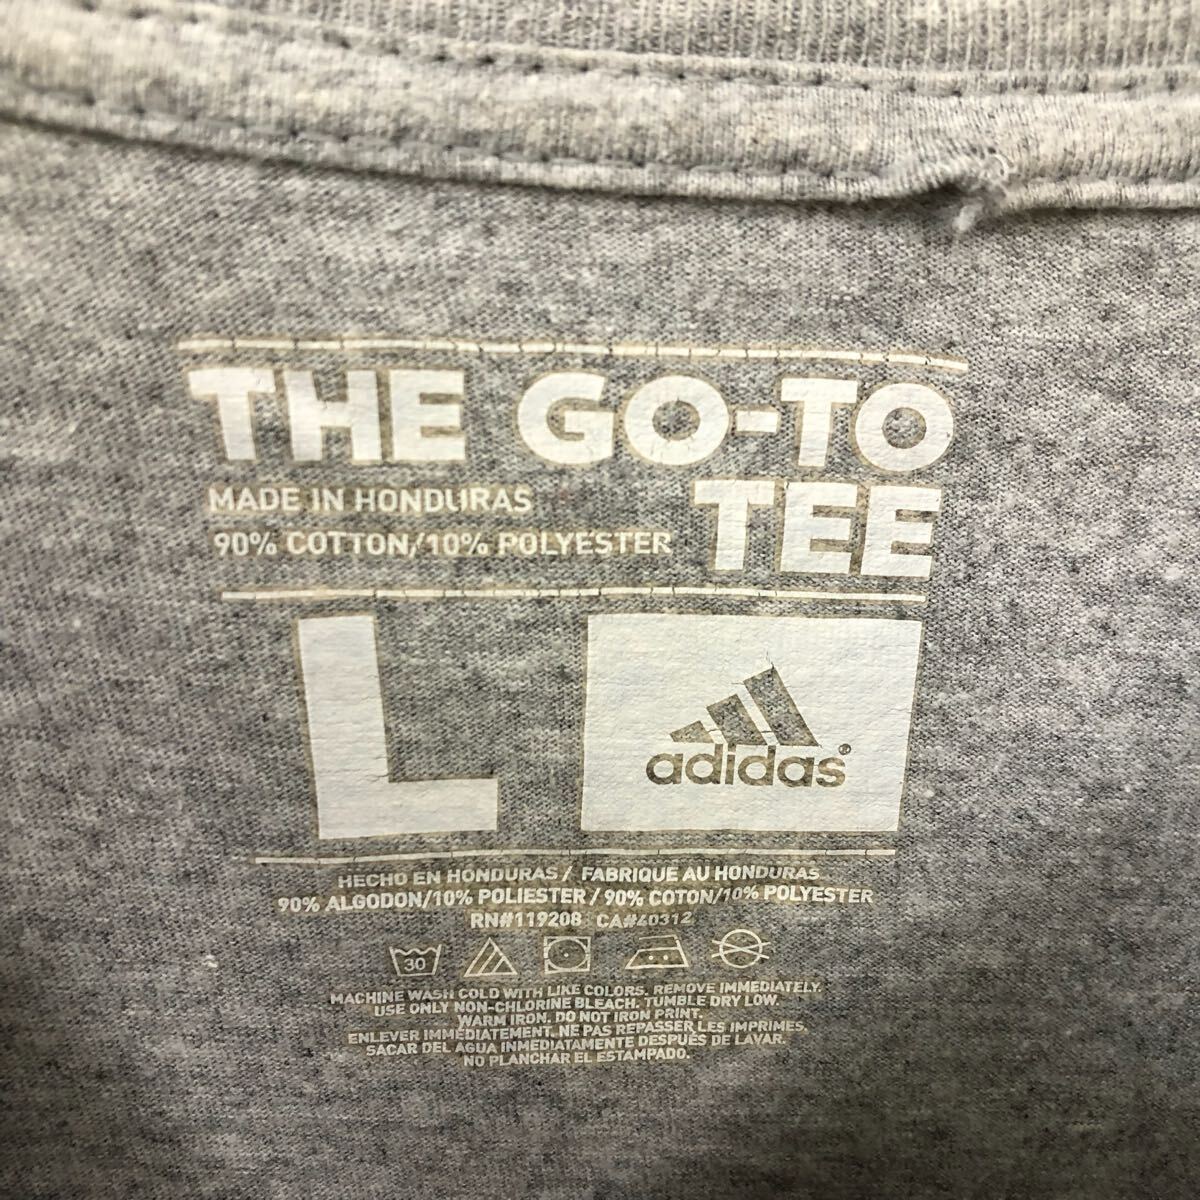 THE GO-TO
TEE
MADE IN HONDURAS
90% COTTON/10% POLYESTER
L
adidas®
HECHO EN HONDURAS / FABRIQUÉ AU HONDURAS
90% ALGODON/10% POLIESTER / 90% COTON/10% POLYESTER
RN#119208 CA#40312
30
MACHINE WASH COLD WITH LIKE COLORS. REMOVE IMMEDIATELY.
USE ONLY NON-CHLORINE BLEACH. TUMBLE DRY LOW.
WARM IRON. DO NOT IRON PRINT.
ENLEVER IMMÉDIATEMENT. NE PAS REPASSER LES IMPRIMES.
SACAR DEL AGUA INMEDIATAMENTE DESPUÉS DE LAVAR.
NO PLANCHAR EL ESTAMPADO.